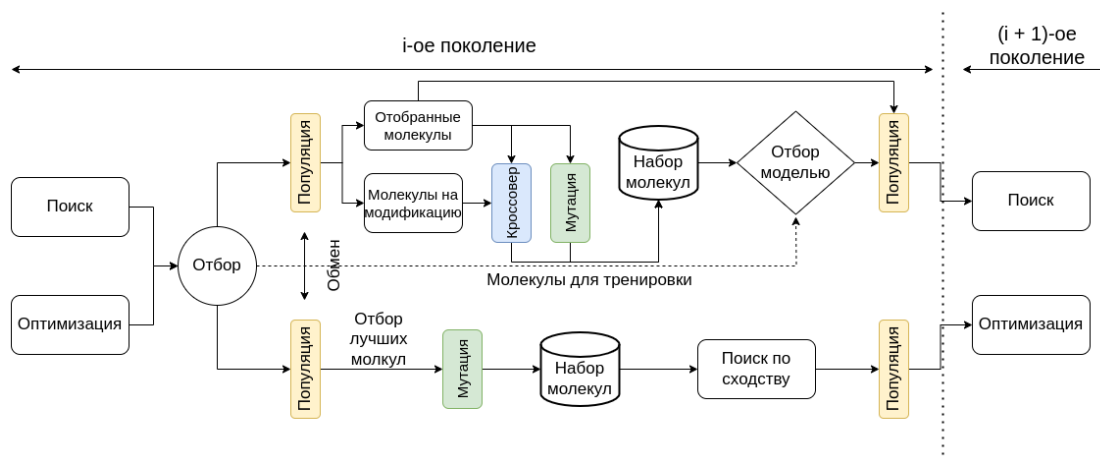 i-ое поколение
(i + 1)-ое
поколение
Поиск
Оптимизация
Отбор
Популяция
Отобранные
молекулы
Молекулы на
модификацию
Кроссовер
Мутация
Набор
молекул
Отбор
моделью
Популяция
Поиск
Обмен
Молекулы для тренировки
Популяция
Отбор
лучших
молкул
Мутация
Набор
молекул
Поиск по
сходству
Популяция
Оптимизация